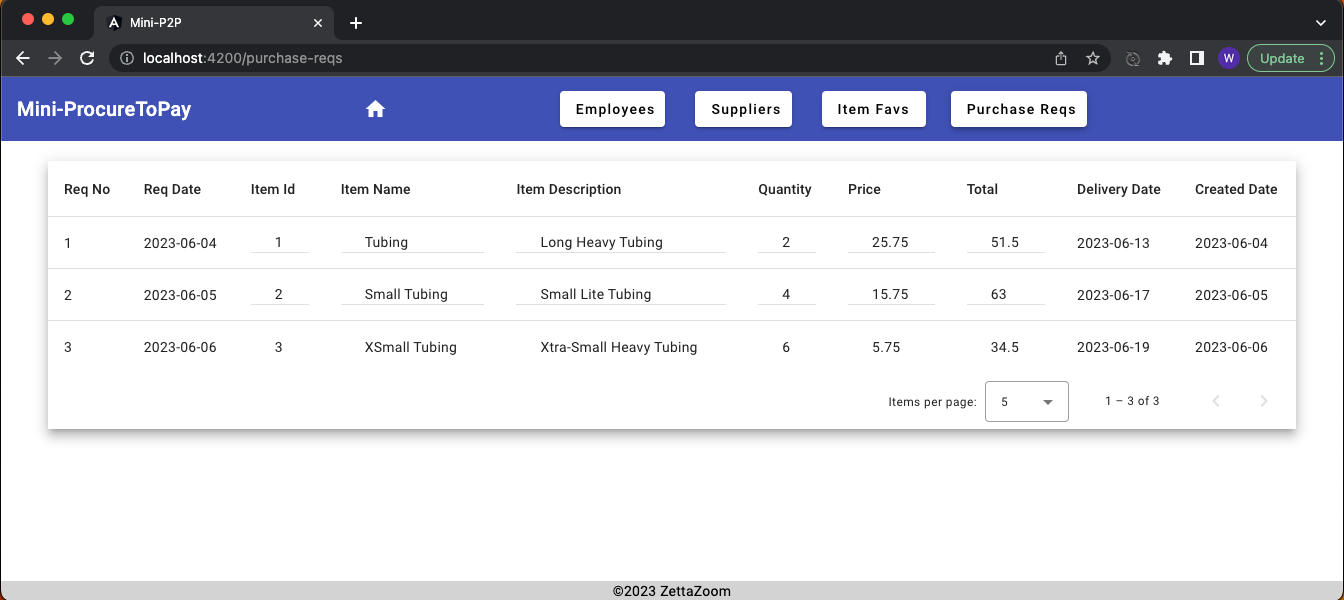 Mini-P2P
localhost:4200/purchase-reqs
W
Update
Mini-ProcureToPay
Employees
Suppliers
Item Favs
Purchase Reqs
Req No Req Date Item Id Item Name Item Description Quantity Price Total Delivery Date Created Date
1 2023-06-04 1 Tubing Long Heavy Tubing 2 25.75 51.5 2023-06-13 2023-06-04
2 2023-06-05 2 Small Tubing Small Lite Tubing 4 15.75 63 2023-06-17 2023-06-05
3 2023-06-06 3 XSmall Tubing Xtra-Small Heavy Tubing 6 5.75 34.5 2023-06-19 2023-06-06
Items per page: 5 1 – 3 of 3
©2023 ZettaZoom